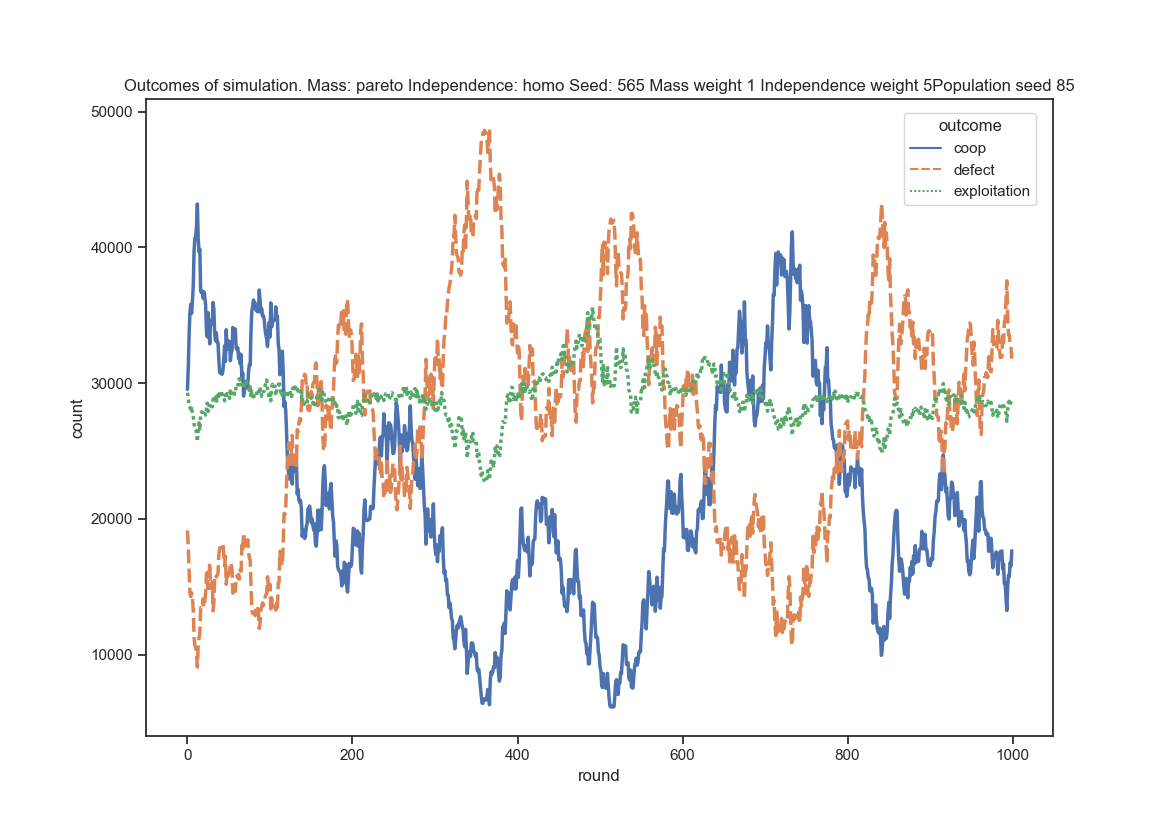 Outcomes of simulation. Mass: pareto Independence: homo Seed: 565 Mass weight 1 Independence weight 5Population seed 85
50000
40000
30000
20000
10000
count
outcome
coop
defect
exploitation
0
200
400
600
800
1000
round